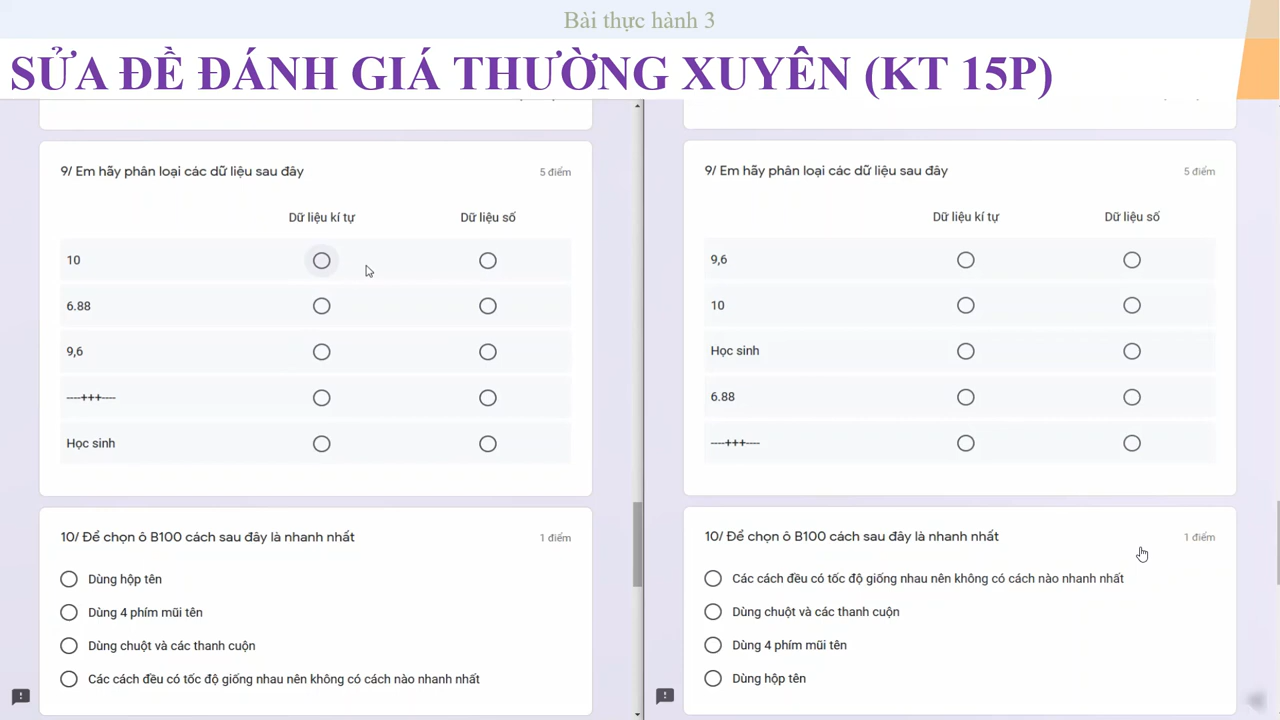 Bài thực hành 3
SỬA ĐỀ ĐÁNH GIÁ THƯỜNG XUYÊN (KT 15P)
9/ Em hãy phân loại các dữ liệu sau đây
5 điểm
Dữ liệu kí tự
Dữ liệu số
10
6.88
9,6
----+++----
Học sinh
10/ Để chọn ô B100 cách sau đây là nhanh nhất
1 điểm
Dùng hộp tên
Dùng 4 phím mũi tên
Dùng chuột và các thanh cuộn
Các cách đều có tốc độ giống nhau nên không có cách nào nhanh nhất
9/ Em hãy phân loại các dữ liệu sau đây
5 điểm
Dữ liệu kí tự
Dữ liệu số
9,6
10
Học sinh
6.88
----+++----
10/ Để chọn ô B100 cách sau đây là nhanh nhất
1 điểm
Các cách đều có tốc độ giống nhau nên không có cách nào nhanh nhất
Dùng chuột và các thanh cuộn
Dùng 4 phím mũi tên
Dùng hộp tên